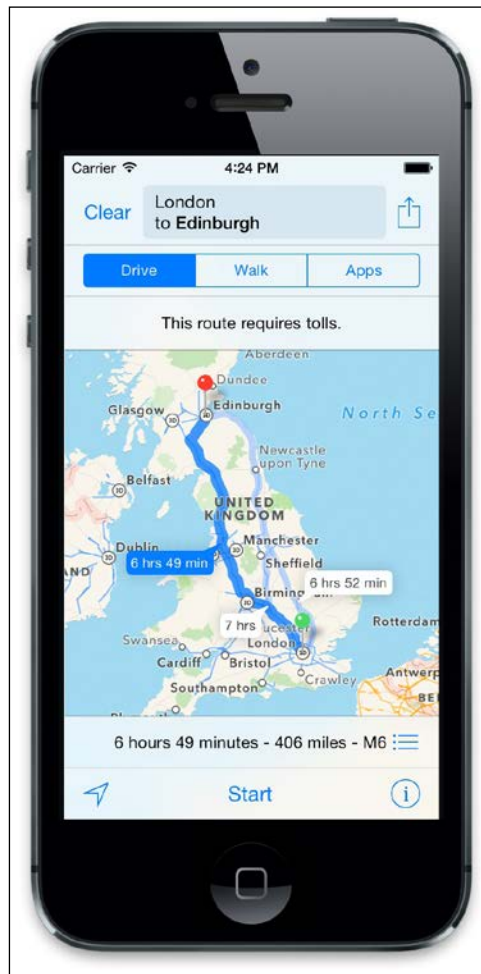 Carrier
4:24 PM
Clear
London
to Edinburgh
Drive
Walk
Apps
This route requires tolls.
Aberdeen
Dundee
Glasgow
Edinburgh
North Se
Newcastle
upon Tyne
Belfast
UNITED
KINGDOM
Dublin
Manchester
6 hrs 49 min
Sheffield
AND
6 hrs 52 min
7 hrs
Rotterdam
London
Swansea
Cardiff
Bristol
Crawley
Antwerp
Southampton
BE
6 hours 49 minutes - 406 miles - M6
Start